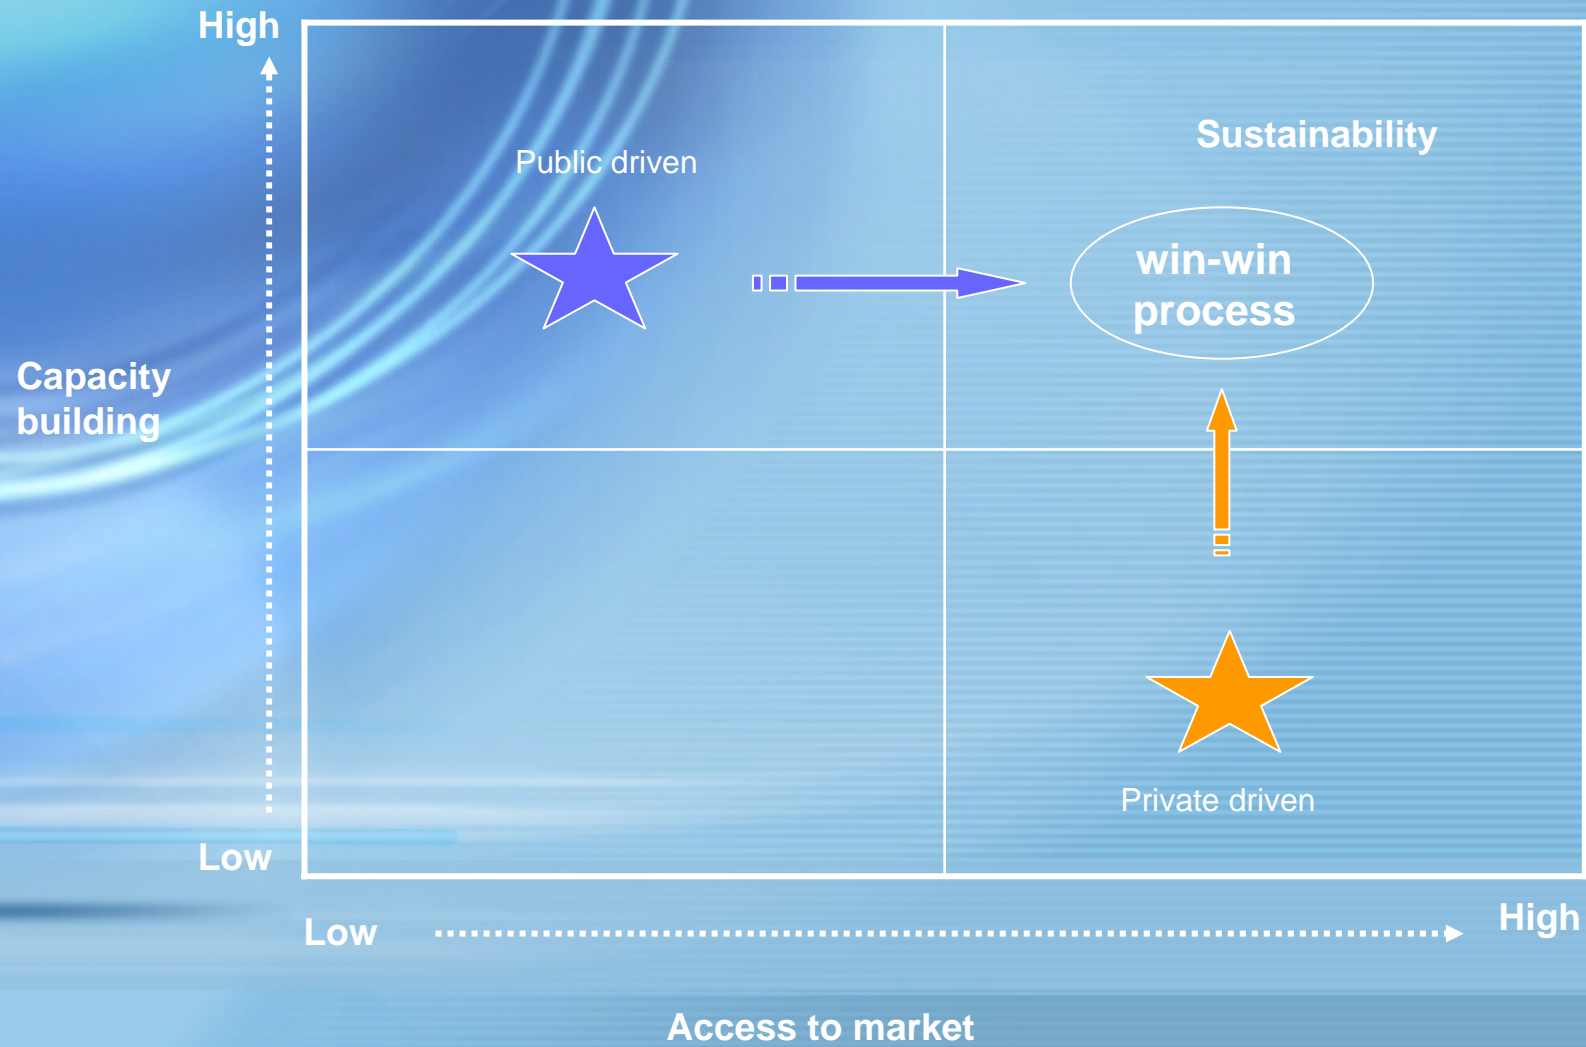 High
Sustainability
Public driven
win-win
process
Capacity
building
Private driven
Low
Low
High
Access to market